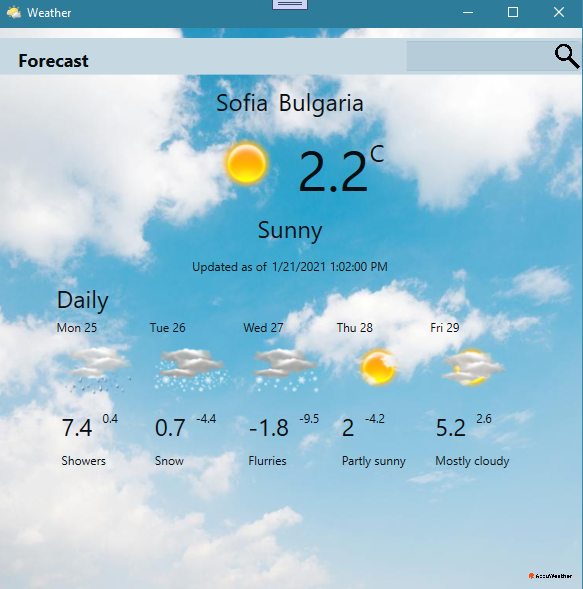 Weather
Forecast
Sofia Bulgaria
2.2 C
Sunny
Updated as of 1/21/2021 1:02:00 PM
Daily
Mon 25 Tue 26 Wed 27 Thu 28 Fri 29
7.4 0.4 0.7 -4.4 -1.8 -9.5 2 -4.2 5.2 2.6
Showers Snow Flurries Partly sunny Mostly cloudy
AccuWeather